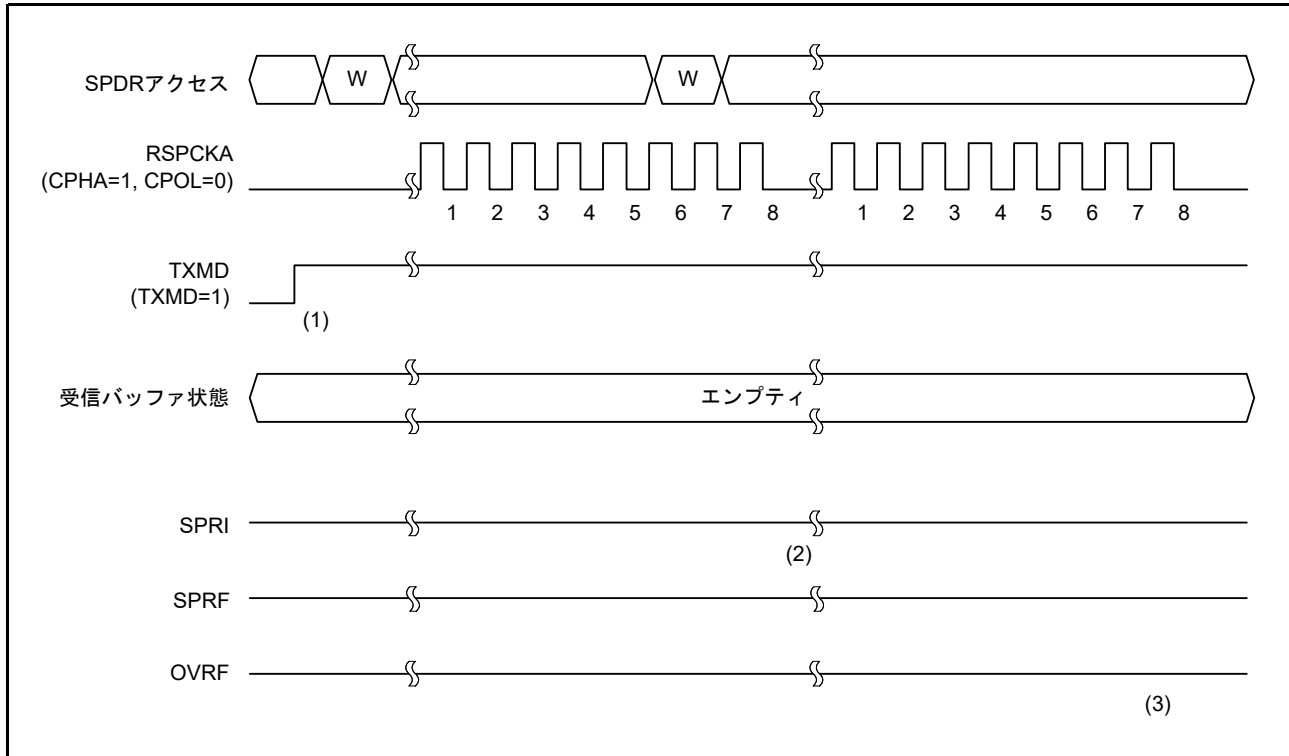 SPDRアクセス
W
W
RSPCKA
(CPHA=1, CPOL=0)
1 2 3 4 5 6 7 8 1 2 3 4 5 6 7 8
TXMD
(TXMD=1)
(1)
受信バッファ状態
エンプティ
SPRI
(2)
SPRF
OVRF
(3)